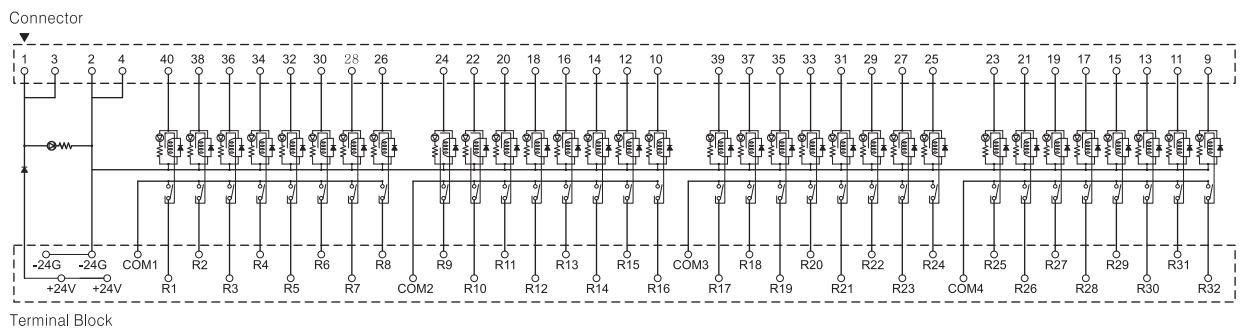 Connector
1 3 2 4 40 38 36 34 32 30 28 26 24 22 20 18 16 14 12 10 39 37 35 33 31 29 27 25 23 21 19 17 15 13 11 9
-24G -24G COM1 R2 R4 R6 R8 R9 R11 R13 R15 COM3 R18 R20 R22 R24 R25 R27 R29 R31
+24V +24V R1 R3 R5 R7 COM2 R10 R12 R14 R16 R17 R19 R21 R23 COM4 R26 R28 R30 R32
Terminal Block